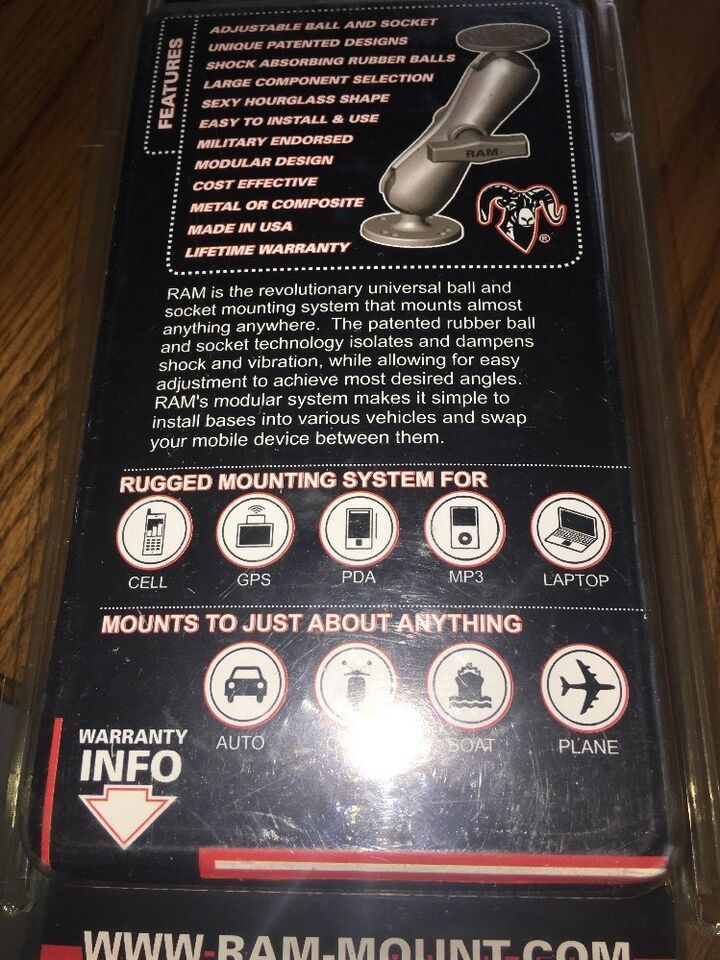 FEATURES
ADJUSTABLE BALL AND SOCKET
UNIQUE PATENTED DESIGNS
SHOCK ABSORBING RUBBER BALLS
LARGE COMPONENT SELECTION
SEXY HOURGLASS SHAPE
EASY TO INSTALL & USE
MILITARY ENDORSED
MODULAR DESIGN
COST EFFECTIVE
METAL OR COMPOSITE
MADE IN USA
LIFETIME WARRANTY
RAM
®
RAM is the revolutionary universal ball and
socket mounting system that mounts almost
anything anywhere. The patented rubber ball
and socket technology isolates and dampens
shock and vibration, while allowing for easy
adjustment to achieve most desired angles.
RAM's modular system makes it simple to
install bases into various vehicles and swap
your mobile device between them.
RUGGED MOUNTING SYSTEM FOR
CELL GPS PDA MP3 LAPTOP
MOUNTS TO JUST ABOUT ANYTHING
AUTO BOAT PLANE
WARRANTY
INFO
WWW-RAM-MOUNT-COM